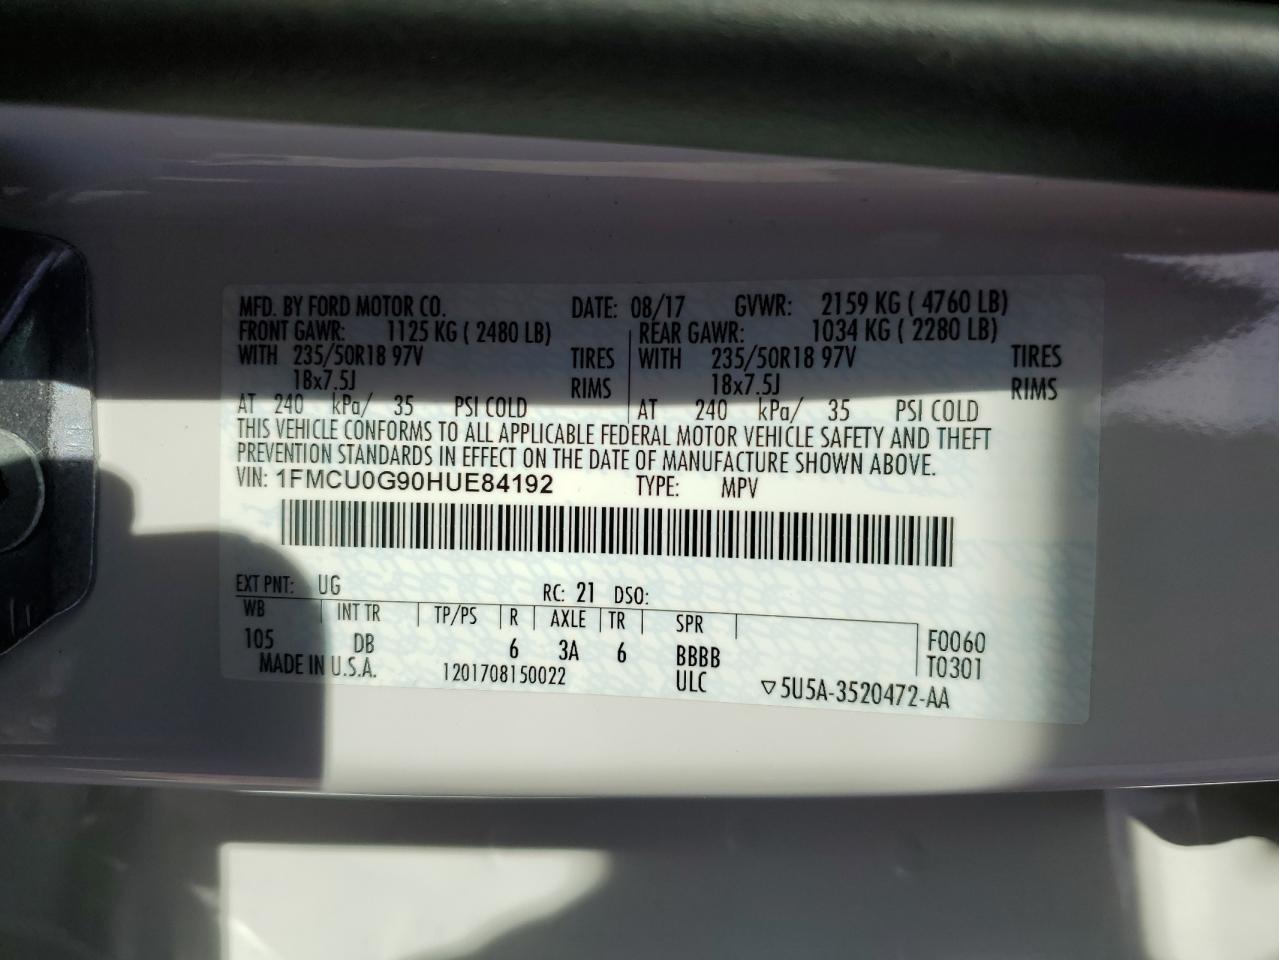 MFD. BY FORD MOTOR CO. DATE: 08/17 GVWR: 2159 KG ( 4760 LB)
FRONT GAWR: 1125 KG ( 2480 LB) REAR GAWR: 1034 KG ( 2280 LB)
WITH 235/50R18 97V TIRES WITH 235/50R18 97V TIRES
18x7.5J RIMS 18x7.5J RIMS
AT 240 kPa/ 35 PSI COLD AT 240 kPa/ 35 PSI COLD
THIS VEHICLE CONFORMS TO ALL APPLICABLE FEDERAL MOTOR VEHICLE SAFETY AND THEFT
PREVENTION STANDARDS IN EFFECT ON THE DATE OF MANUFACTURE SHOWN ABOVE.
VIN: 1FMCU0G90HUE84192 TYPE: MPV
EXT PNT: UG RC: 21 DSO:
WB INT TR TP/PS R AXLE TR SPR
105 DB 6 3A 6 BBBB F0060
MADE IN U.S.A. 1201708150022 ULC T0301
▽5U5A-3520472-AA